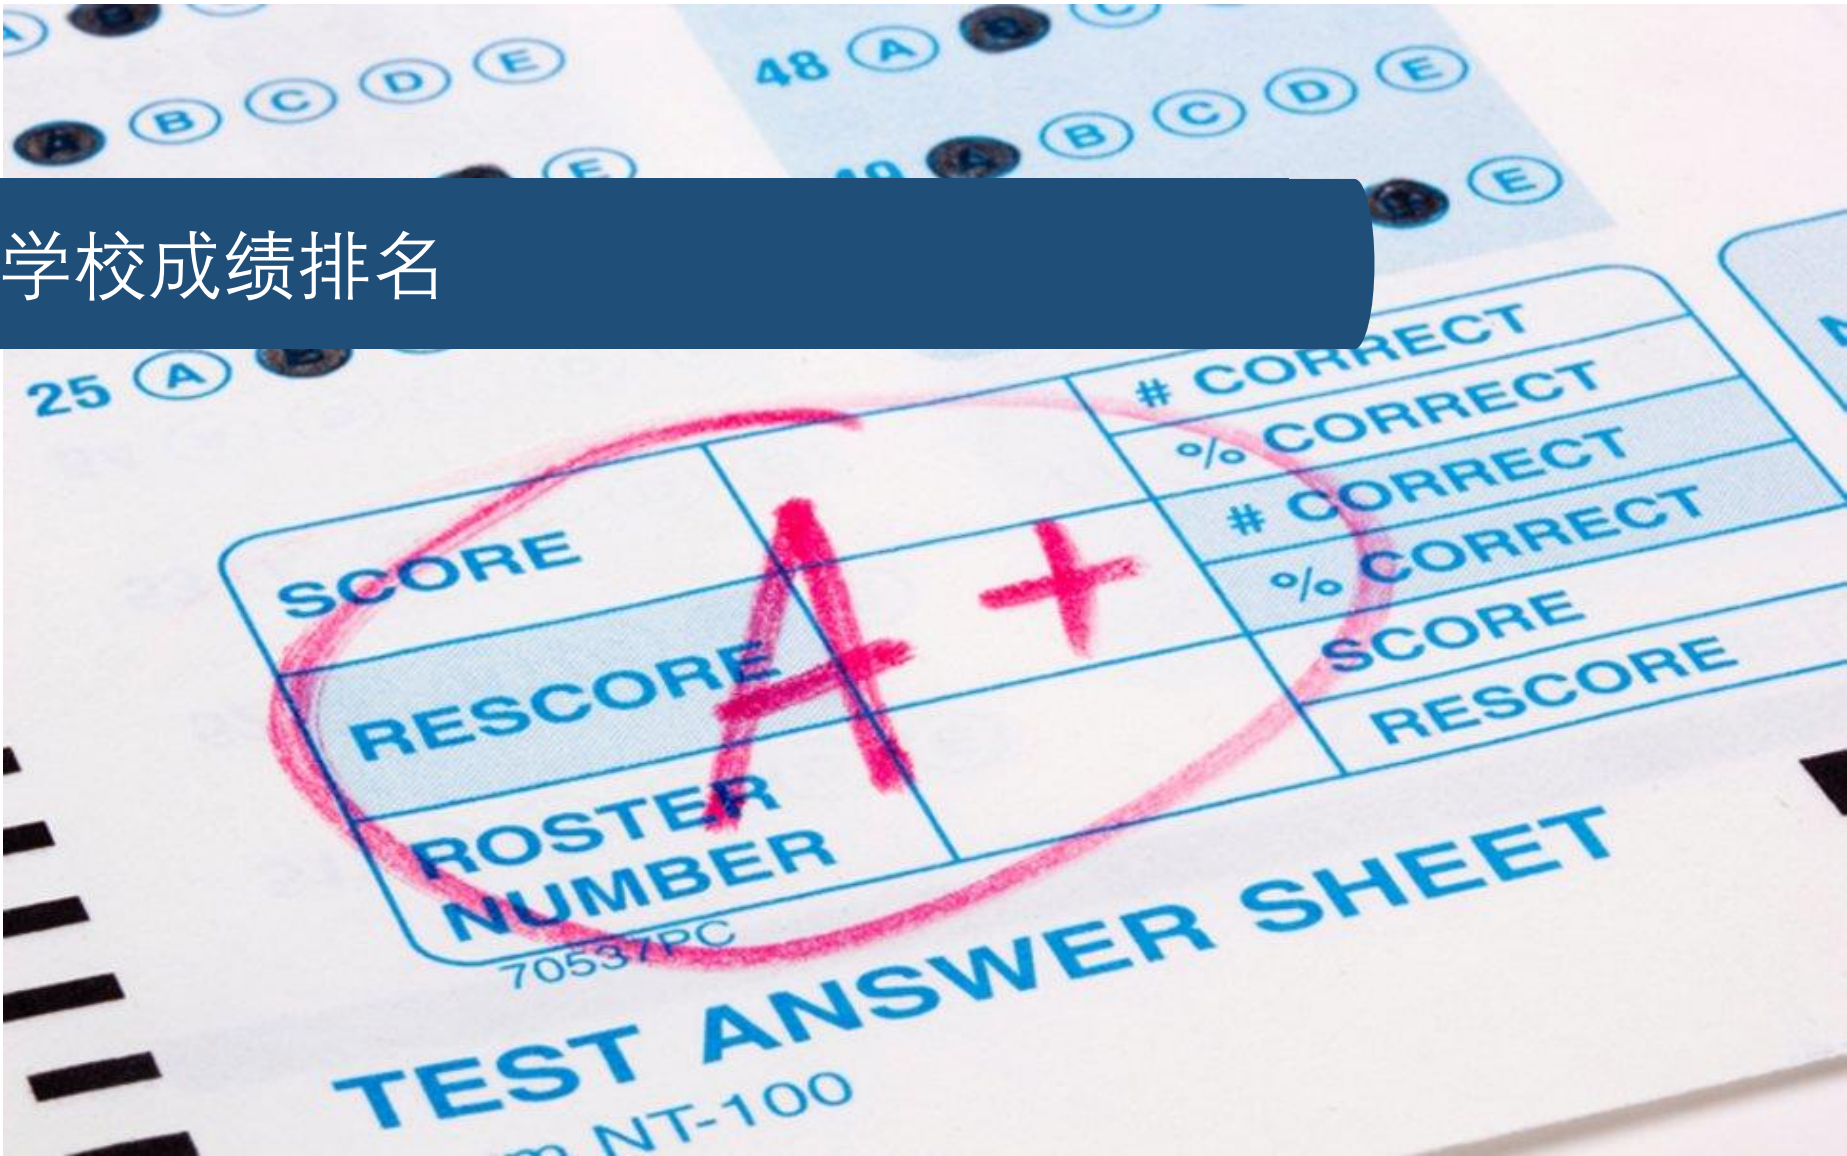 A
B C D E
A B C D E
E
48 A B C
49 A B C D E
E
学校成绩排名
25 A B
# CORRECT
% CORRECT
# CORRECT
% CORRECT
SCORE
RESCORE
SCORE
RESCORE
ROSTER
NUMBER
A+
70537PC
TEST ANSWER SHEET
NT-100